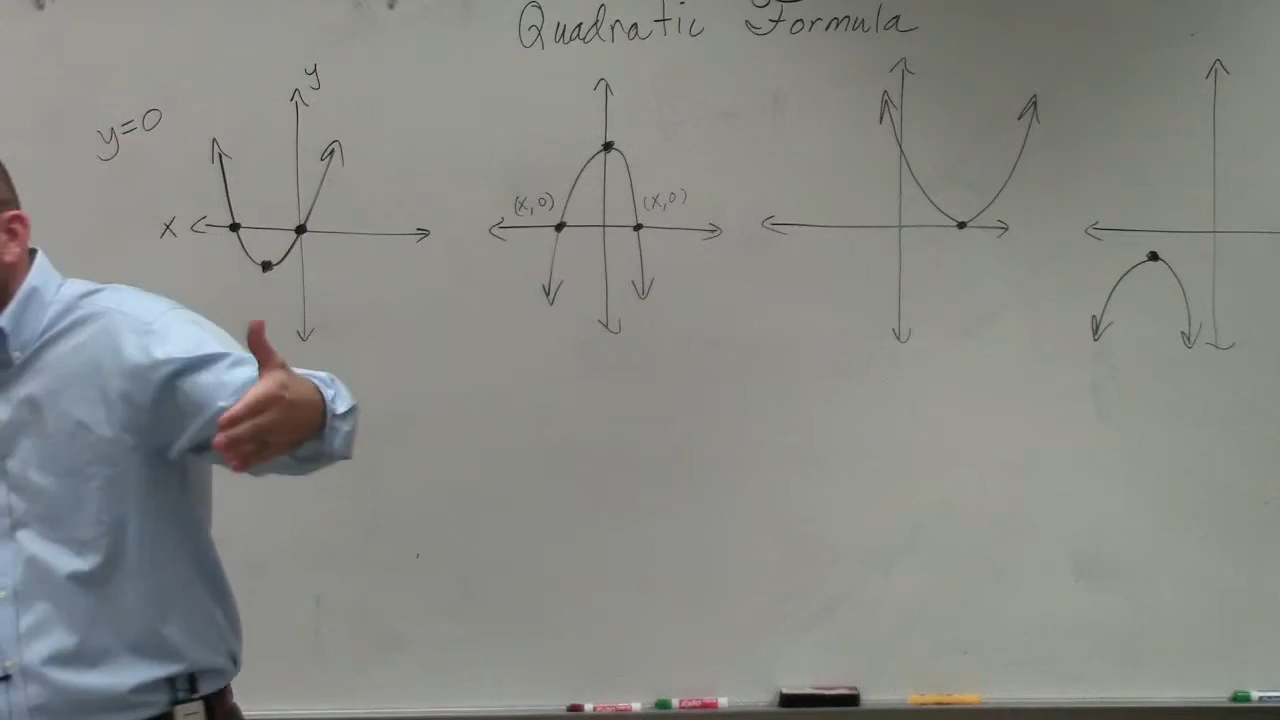 Quadratic Formula
y
y=0
x
(x,0)
(x,0)